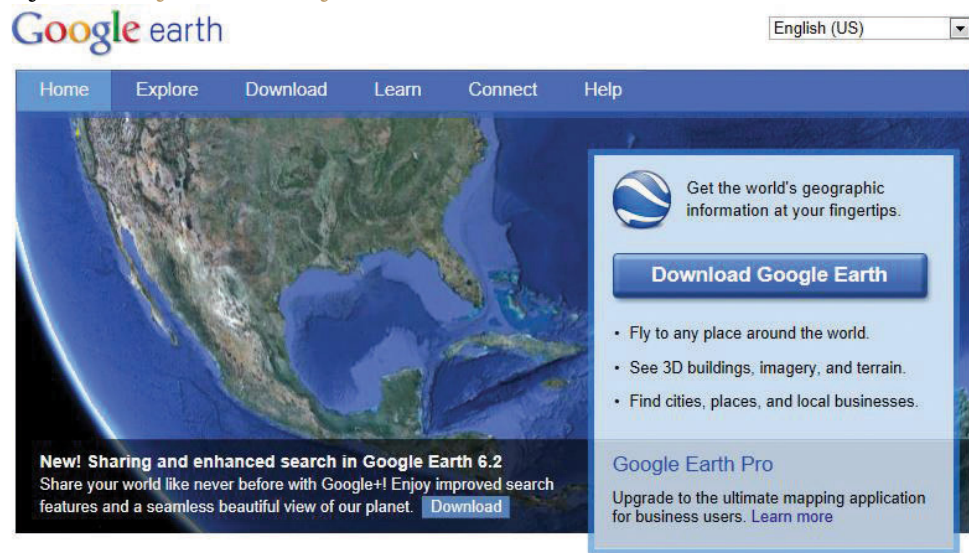 Google earth
English (US)
Home Explore Download Learn Connect Help
Get the world's geographic
information at your fingertips.
Download Google Earth
• Fly to any place around the world.
• See 3D buildings, imagery, and terrain.
• Find cities, places, and local businesses.
New! Sharing and enhanced search in Google Earth 6.2
Share your world like never before with Google+! Enjoy improved search
features and a seamless beautiful view of our planet. Download
Google Earth Pro
Upgrade to the ultimate mapping application
for business users. Learn more